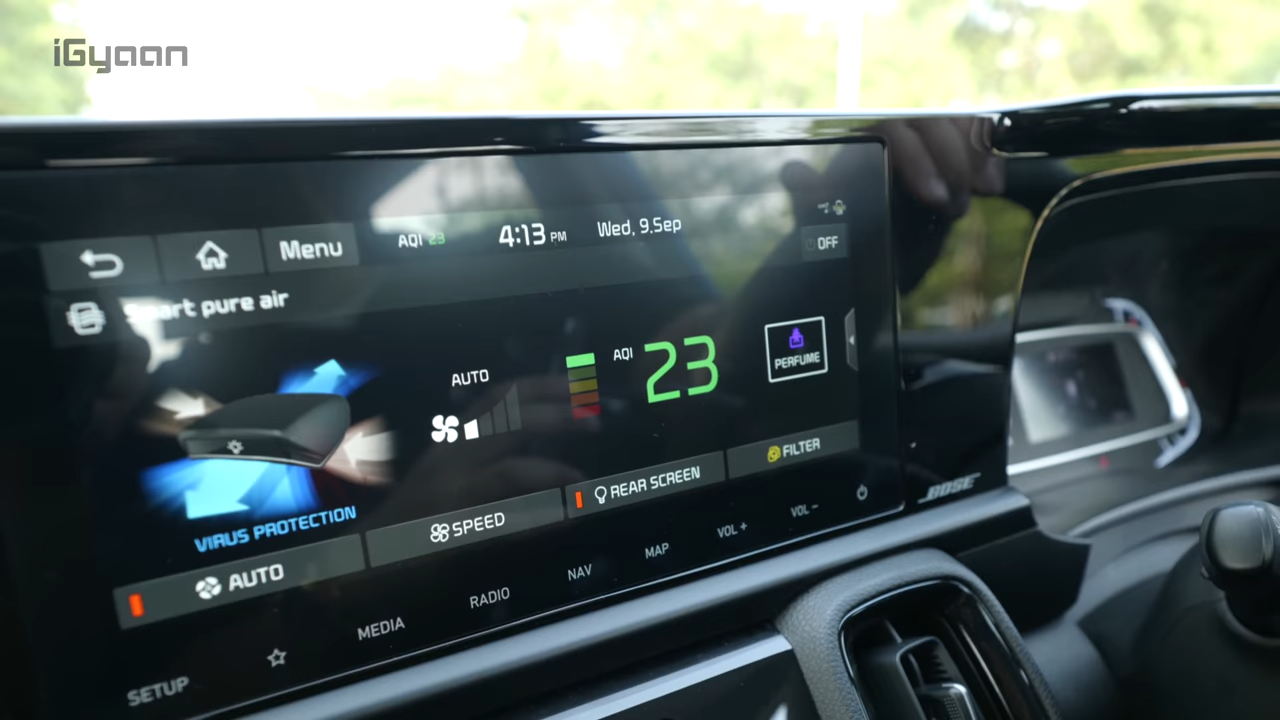 iGyaan
Menu
AQI 23
4:13 PM
Wed, 9.Sep
OFF
Smart pure air
AUTO
AQI 23
PERFUME
VIRUS PROTECTION
AUTO
SPEED
REAR SCREEN
FILTER
SETUP
MEDIA
RADIO
NAV
MAP
VOL +
VOL −
BOSE